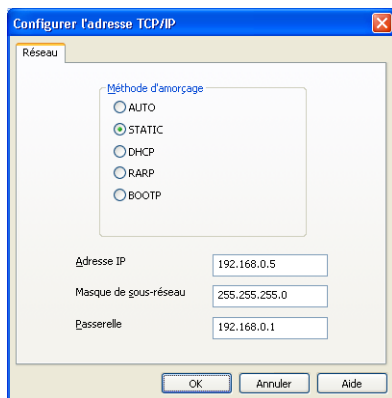 Configurer l'adresse TCP/IP
Réseau
Méthode d'amorçage
AUTO
STATIC
DHCP
RARP
BOOTP
Adresse IP 192.168.0.5
Masque de sous-réseau 255.255.255.0
Passerelle 192.168.0.1
OK Annuler Aide